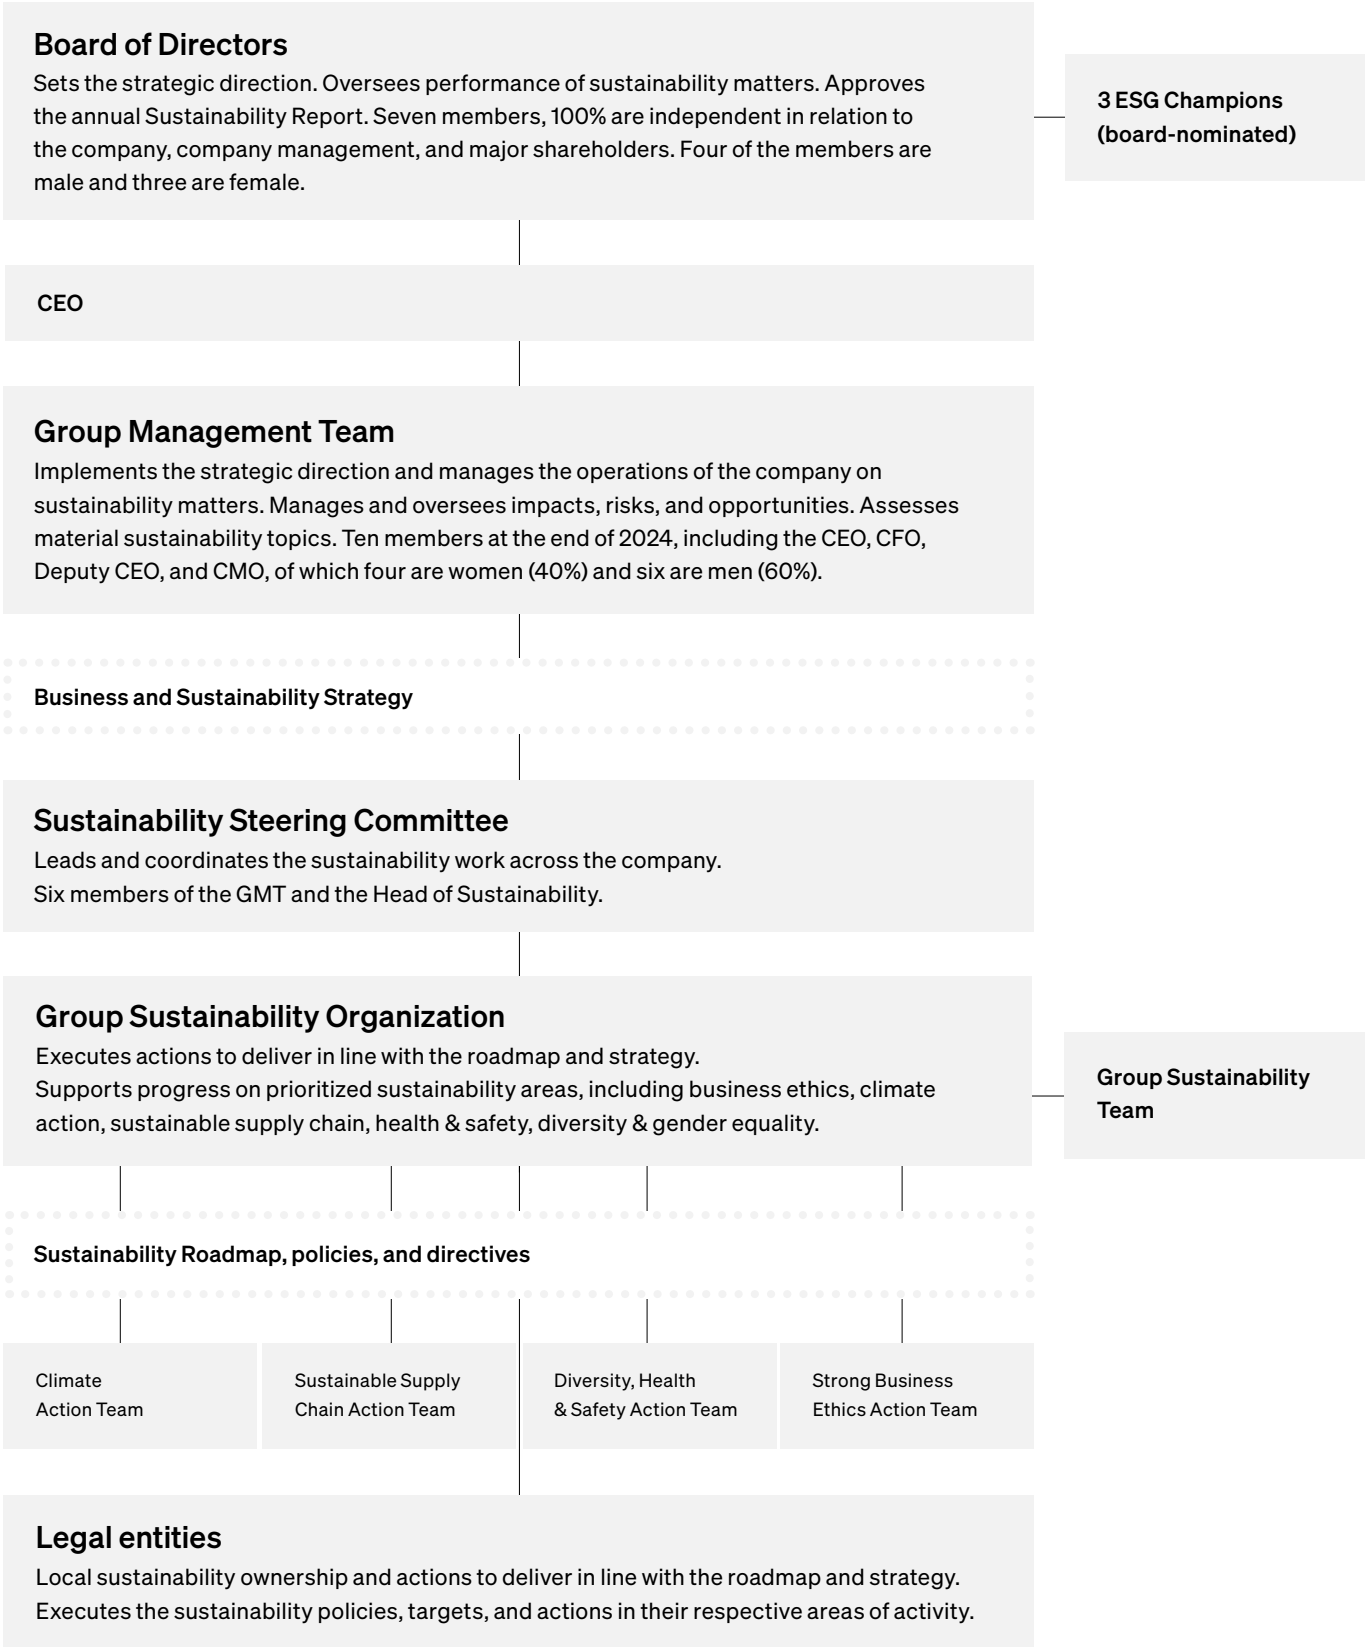 Board of Directors
Sets the strategic direction. Oversees performance of sustainability matters. Approves
the annual Sustainability Report. Seven members, 100% are independent in relation to
the company, company management, and major shareholders. Four of the members are
male and three are female.
3 ESG Champions
(board-nominated)
CEO
Group Management Team
Implements the strategic direction and manages the operations of the company on
sustainability matters. Manages and oversees impacts, risks, and opportunities. Assesses
material sustainability topics. Ten members at the end of 2024, including the CEO, CFO,
Deputy CEO, and CMO, of which four are women (40%) and six are men (60%).
Business and Sustainability Strategy
Sustainability Steering Committee
Leads and coordinates the sustainability work across the company.
Six members of the GMT and the Head of Sustainability.
Group Sustainability Organization
Executes actions to deliver in line with the roadmap and strategy.
Supports progress on prioritized sustainability areas, including business ethics, climate
action, sustainable supply chain, health & safety, diversity & gender equality.
Group Sustainability
Team
Sustainability Roadmap, policies, and directives
Climate
Action Team
Sustainable Supply
Chain Action Team
Diversity, Health
& Safety Action Team
Strong Business
Ethics Action Team
Legal entities
Local sustainability ownership and actions to deliver in line with the roadmap and strategy.
Executes the sustainability policies, targets, and actions in their respective areas of activity.